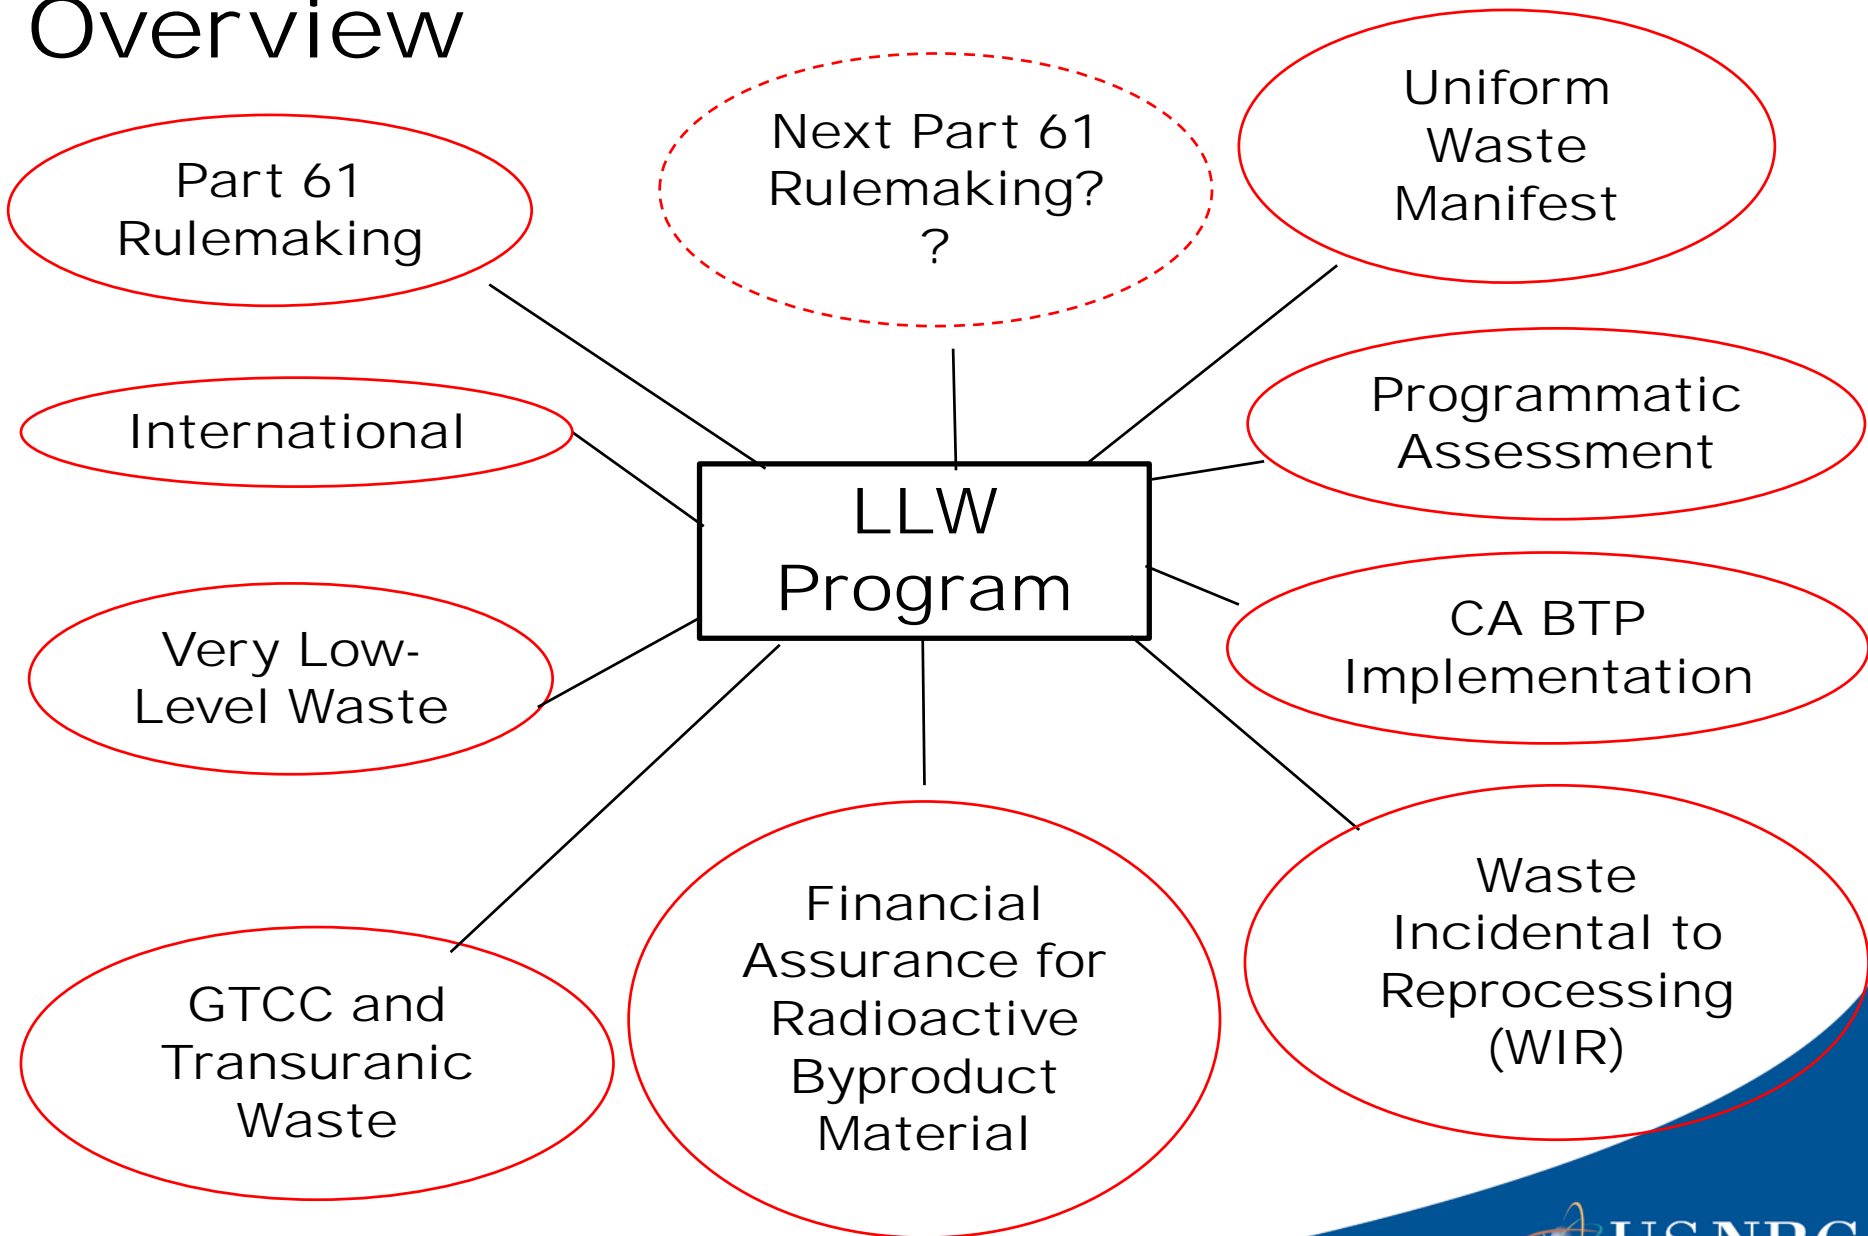 Overview
Part 61
Rulemaking
Next Part 61
Rulemaking?
?
Uniform
Waste
Manifest
International
Programmatic
Assessment
LLW
Program
Very Low-
Level Waste
CA BTP
Implementation
GTCC and
Transuranic
Waste
Financial
Assurance for
Radioactive
Byproduct
Material
Waste
Incidental to
Reprocessing
(WIR)
US NRC